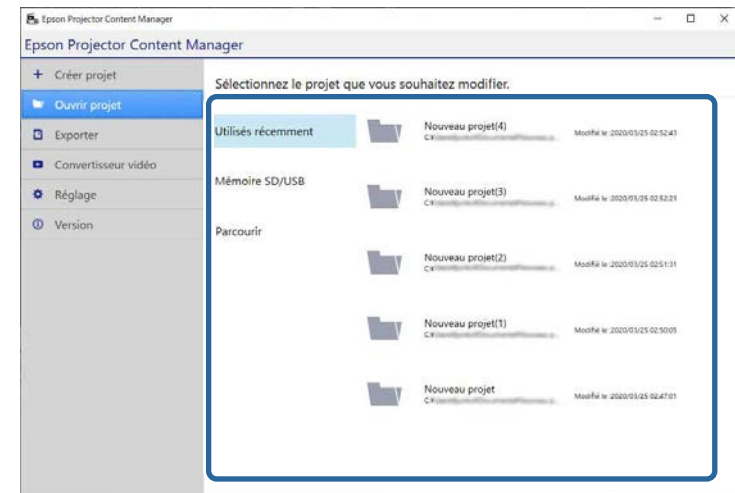 Epson Projector Content Manager
Epson Projector Content Manager
+ Créer projet
Ouvrir projet
Exporter
Convertisseur vidéo
Réglage
Version
Sélectionnez le projet que vous souhaitez modifier.
Utilisés récemment
Mémoire SD/USB
Parcourir
Nouveau projet(4)
Modifié le :2020/03/25 02:52:43
Nouveau projet(3)
Modifié le :2020/03/25 02:52:23
Nouveau projet(2)
Modifié le :2020/03/25 02:51:31
Nouveau projet(1)
Modifié le :2020/03/25 02:50:05
Nouveau projet
Modifié le :2020/03/25 02:47:01